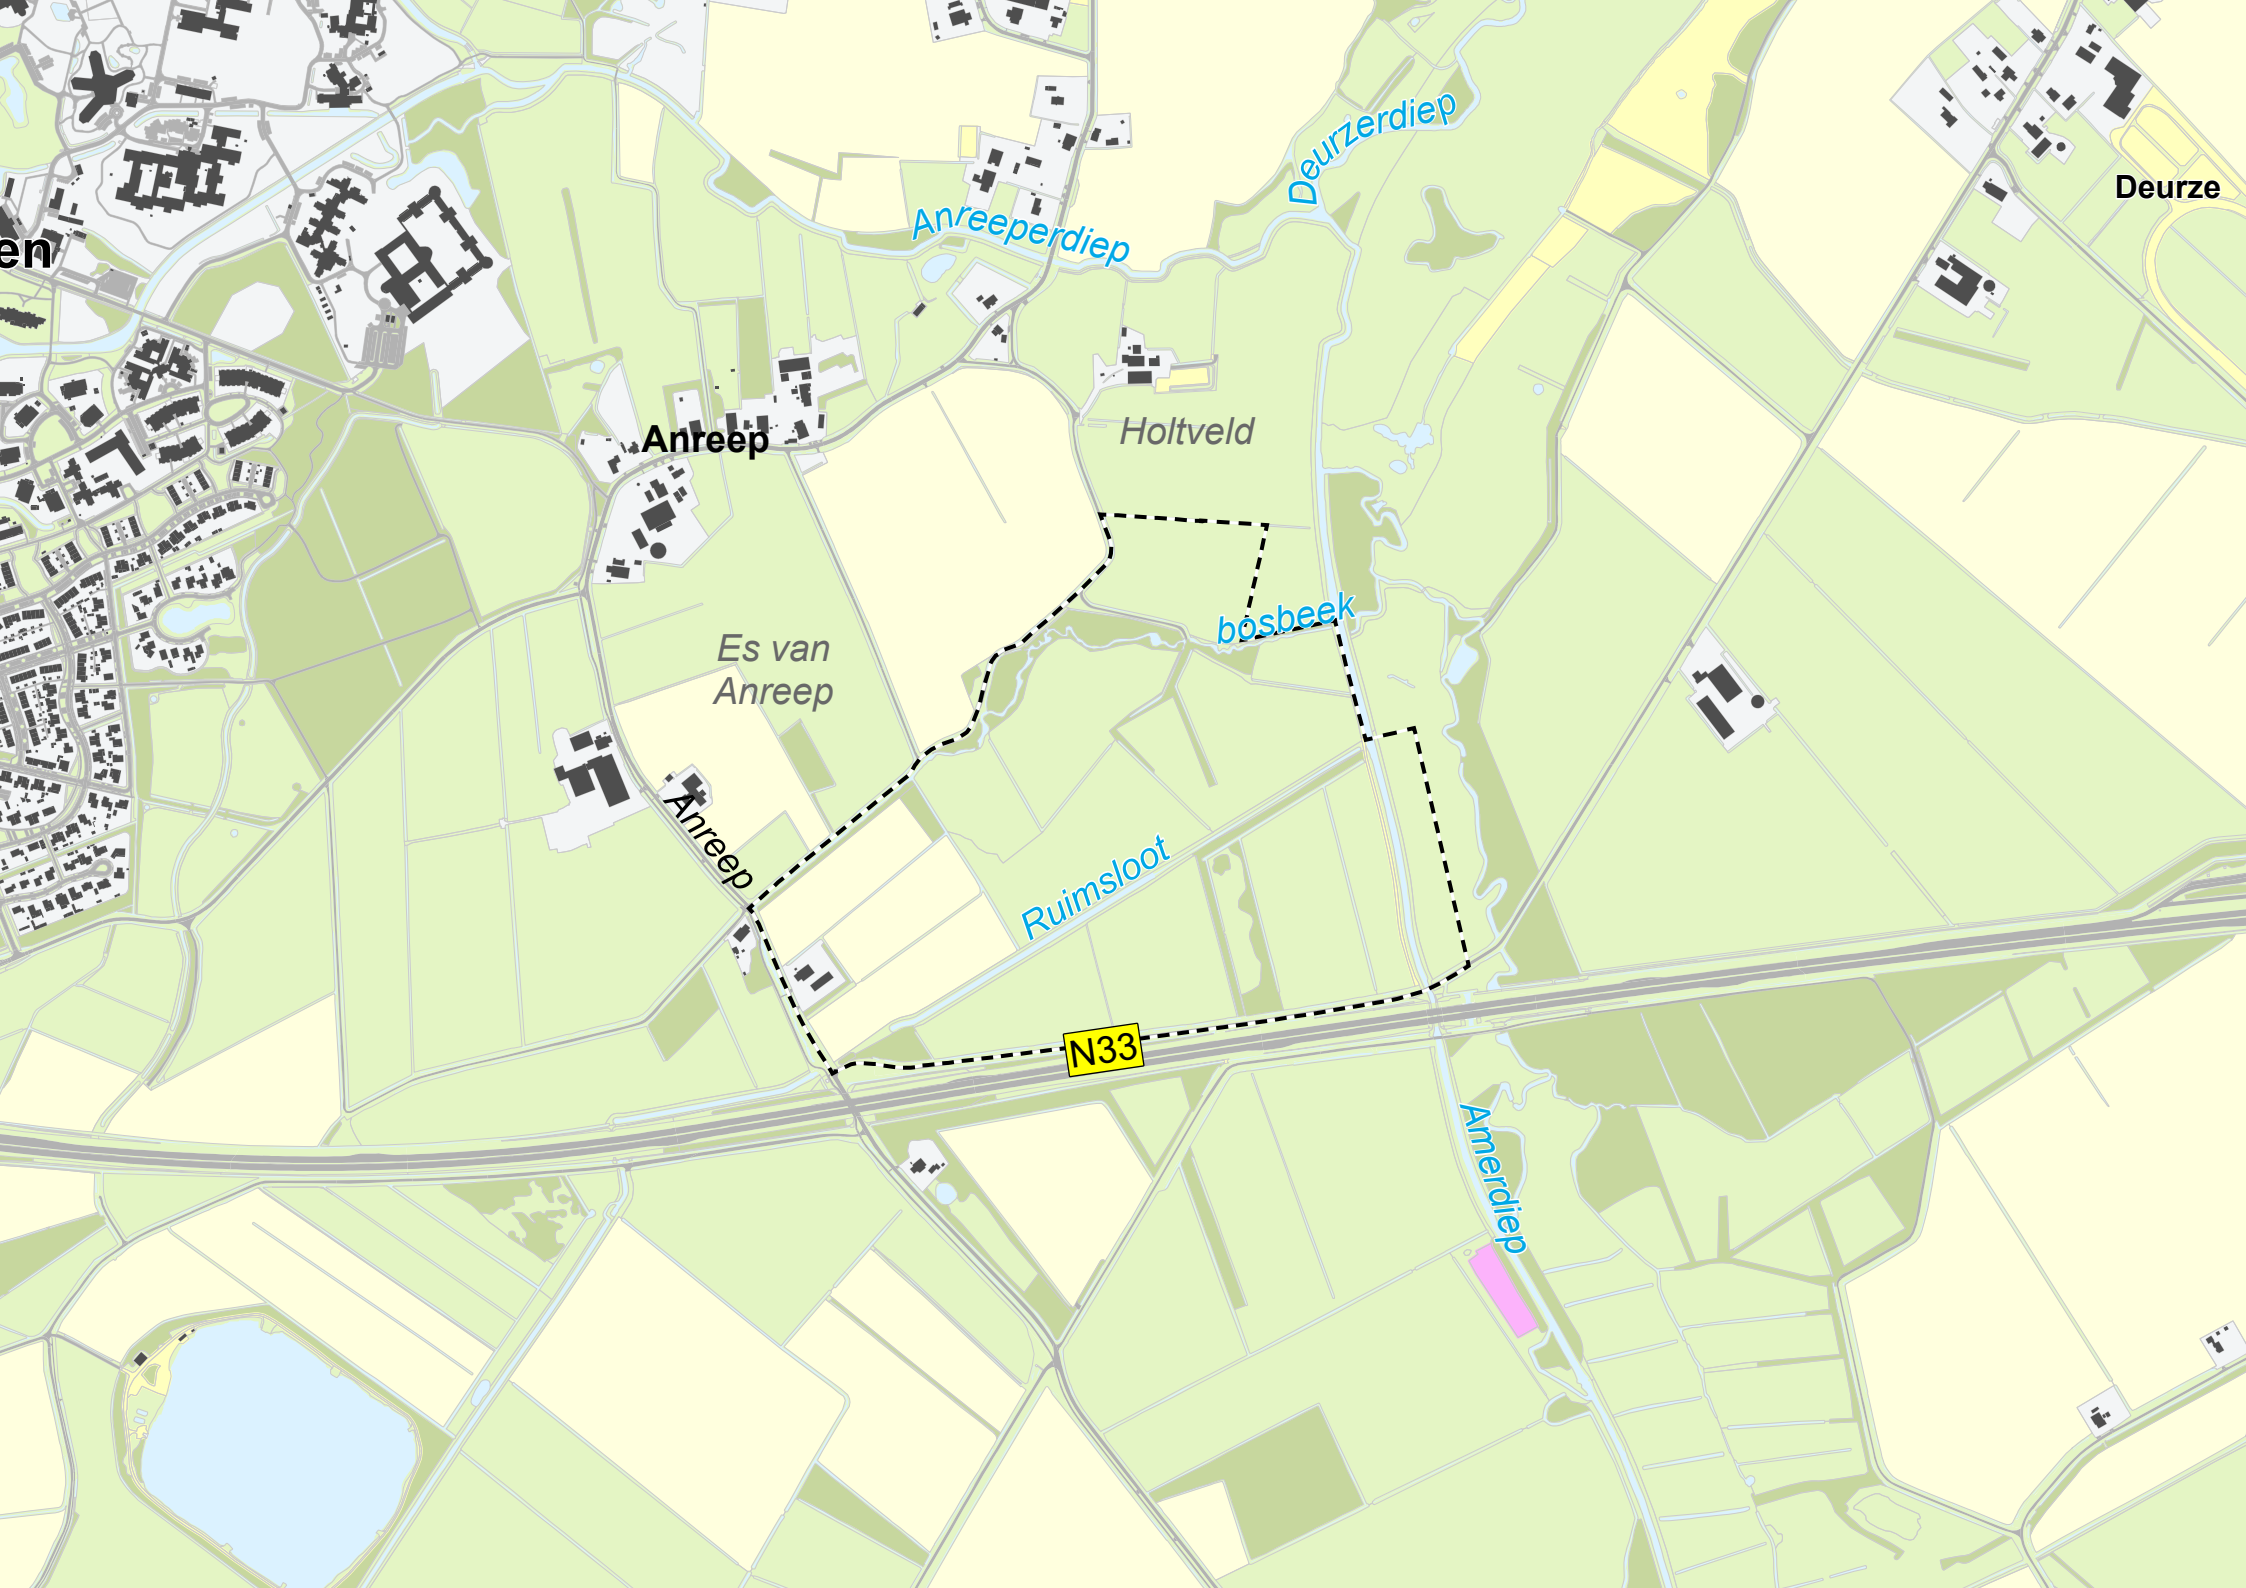 Deurzerdiep
Deurze
en
Anreeperdiep
Holtveld
Anreep
bosbeek
Es van
Anreep
Anreep
Ruimsloot
N33
Amerdiep